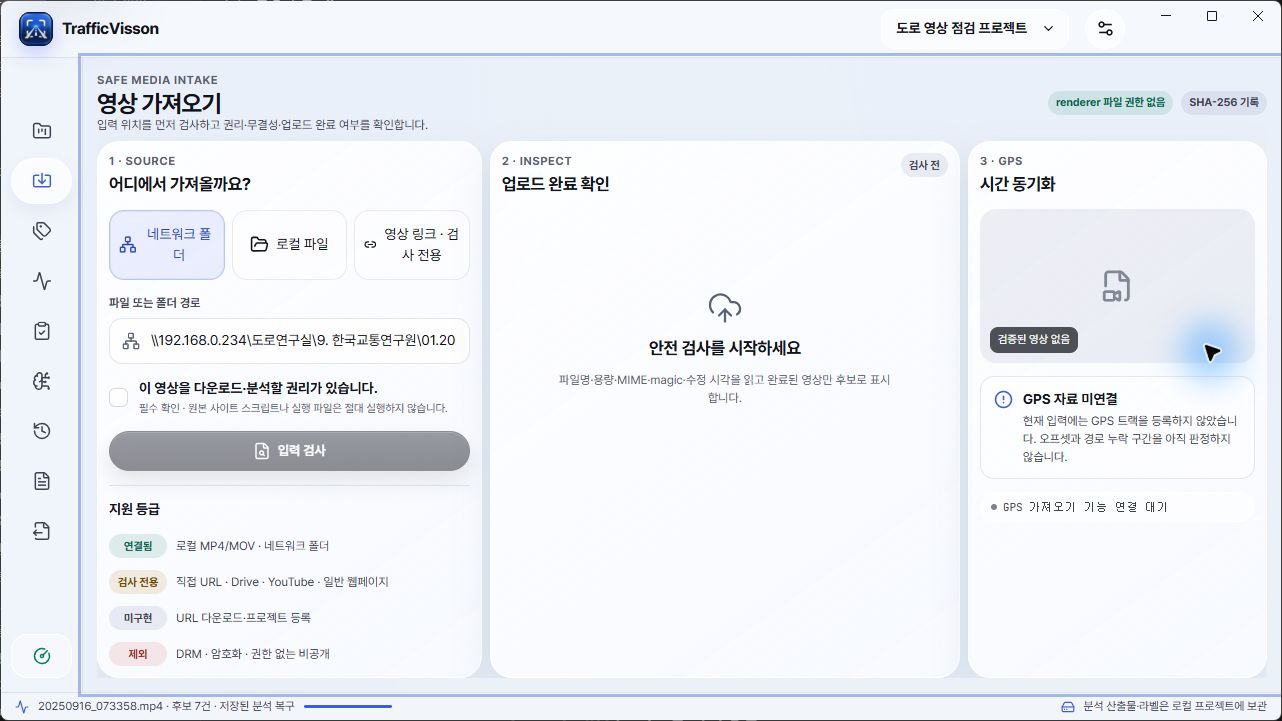 TrafficVisson
도로 영상 점검 프로젝트
SAFE MEDIA INTAKE
영상 가져오기
입력 위치를 먼저 검사하고 권리·무결성·업로드 완료 여부를 확인합니다.
renderer 파일 권한 없음
SHA-256 기록
1 · SOURCE
어디에서 가져올까요?
네트워크 폴
더
로컬 파일
영상 링크 · 검
사 전용
파일 또는 폴더 경로
\\192.168.0.234\도로연구실\9. 한국교통연구원\01.20
이 영상을 다운로드·분석할 권리가 있습니다.
필수 확인 · 원본 사이트 스크립트나 실행 파일은 절대 실행하지 않습니다.
입력 검사
지원 등급
연결됨
로컬 MP4/MOV · 네트워크 폴더
검사 전용
직접 URL · Drive · YouTube · 일반 웹페이지
미구현
URL 다운로드·프로젝트 등록
제외
DRM · 암호화 · 권한 없는 비공개
2 · INSPECT
업로드 완료 확인
검사 전
안전 검사를 시작하세요
파일명·용량·MIME·magic·수정 시각을 읽고 완료된 영상만 후보로 표시
합니다.
3 · GPS
시간 동기화
검증된 영상 없음
GPS 자료 미연결
현재 입력에는 GPS 트랙을 등록하지 않았습니
다. 오프셋과 경로 누락 구간을 아직 판정하지
않습니다.
GPS 가져오기 기능 연결 대기
20250916_073358.mp4 · 후보 7건 · 저장된 분석 복구
분석 산출물·라벨은 로컬 프로젝트에 보관